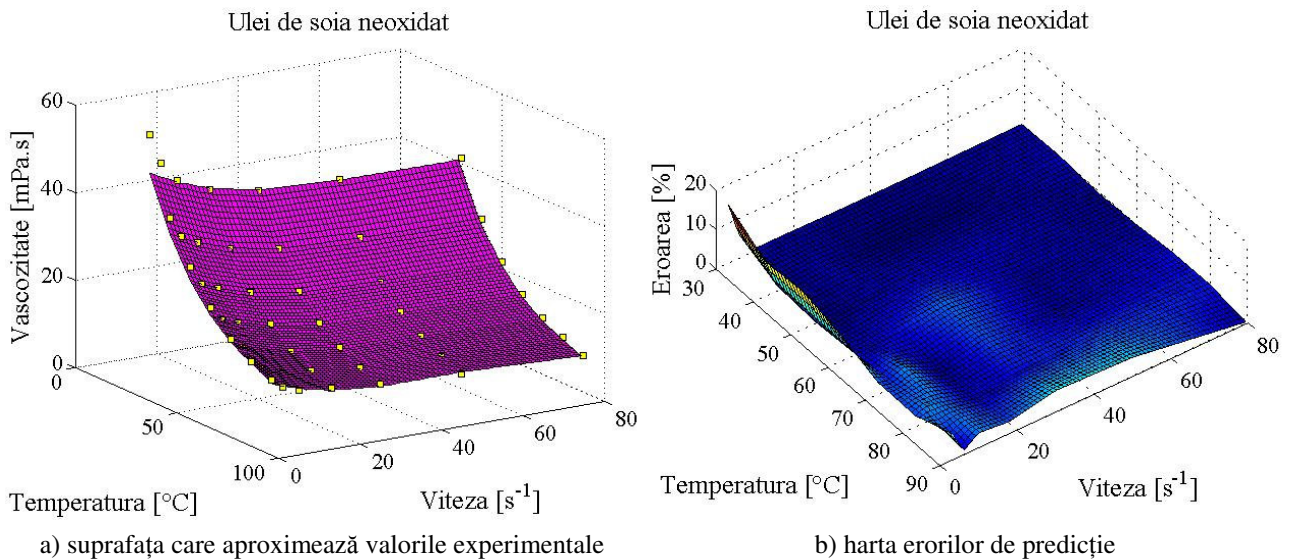 Ulei de soia neoxidat
60
40
20
0
Vascozitate [mPa.s]
0
50
100
Temperatura [°C]
0
20
40
60
80
Viteza [s⁻¹]
a) suprafața care aproximează valorile experimentale
Ulei de soia neoxidat
20
10
0
Eroarea [%]
30
40
50
60
70
80
90
Temperatura [°C]
0
20
40
60
80
Viteza [s⁻¹]
b) harta erorilor de predicție